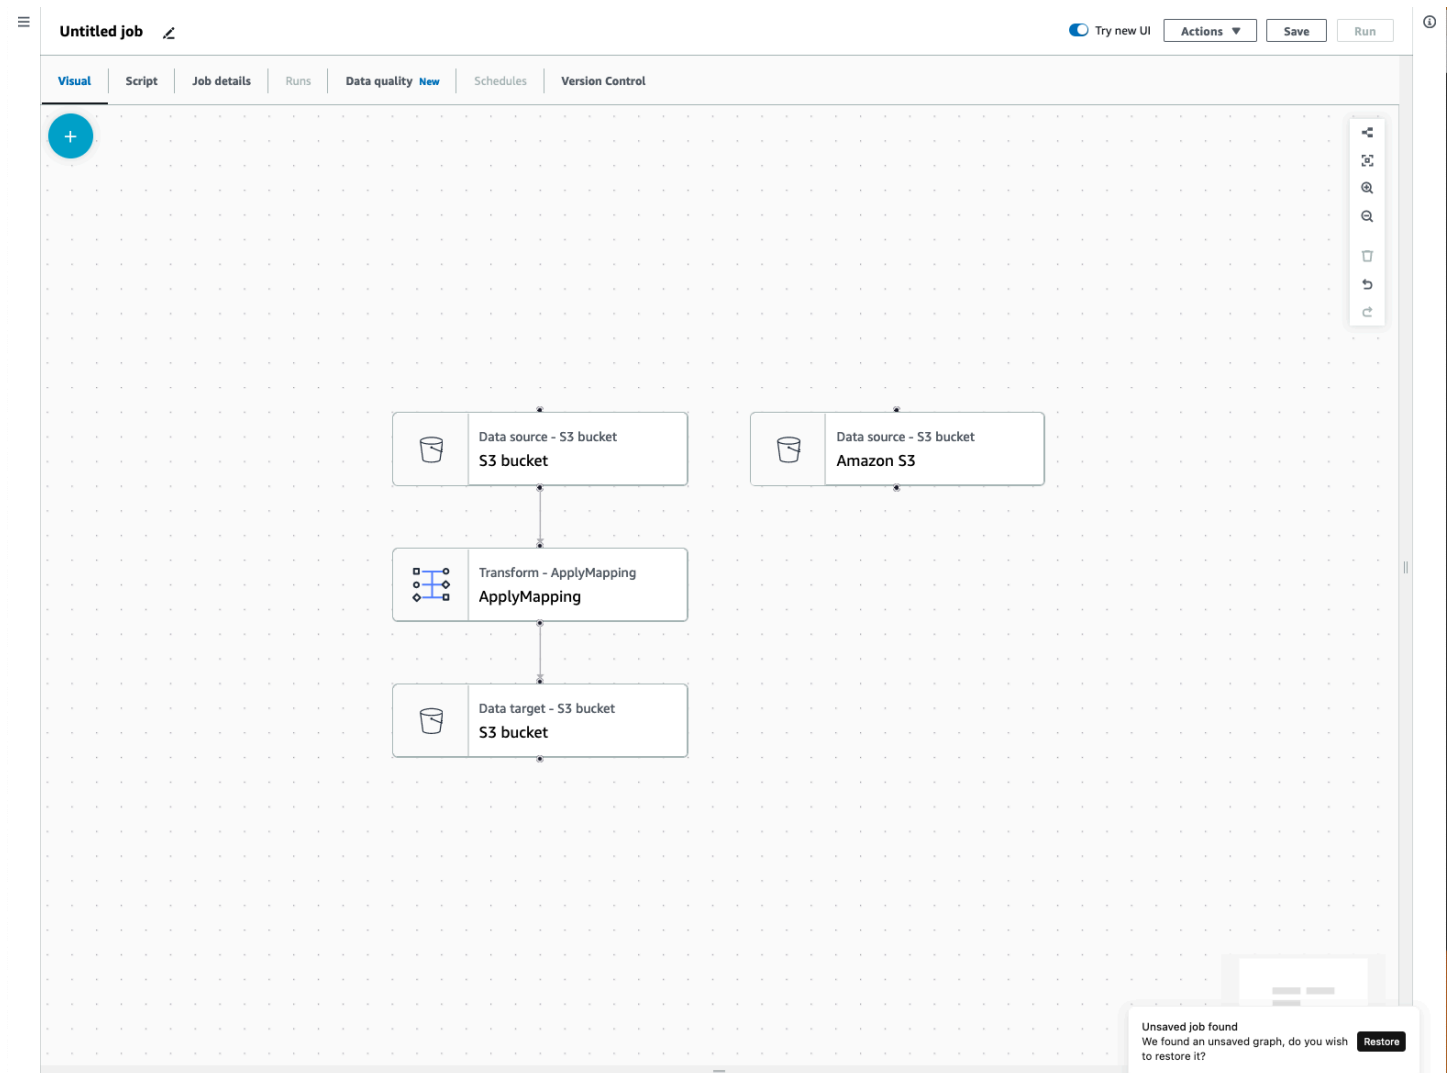 Untitled job
Try new UI
Actions
Save
Run
Visual
Script
Job details
Runs
Data quality New
Schedules
Version Control
Data source - S3 bucket
S3 bucket
Data source - S3 bucket
Amazon S3
Transform - ApplyMapping
ApplyMapping
Data target - S3 bucket
S3 bucket
Unsaved job found
We found an unsaved graph, do you wish
to restore it?
Restore